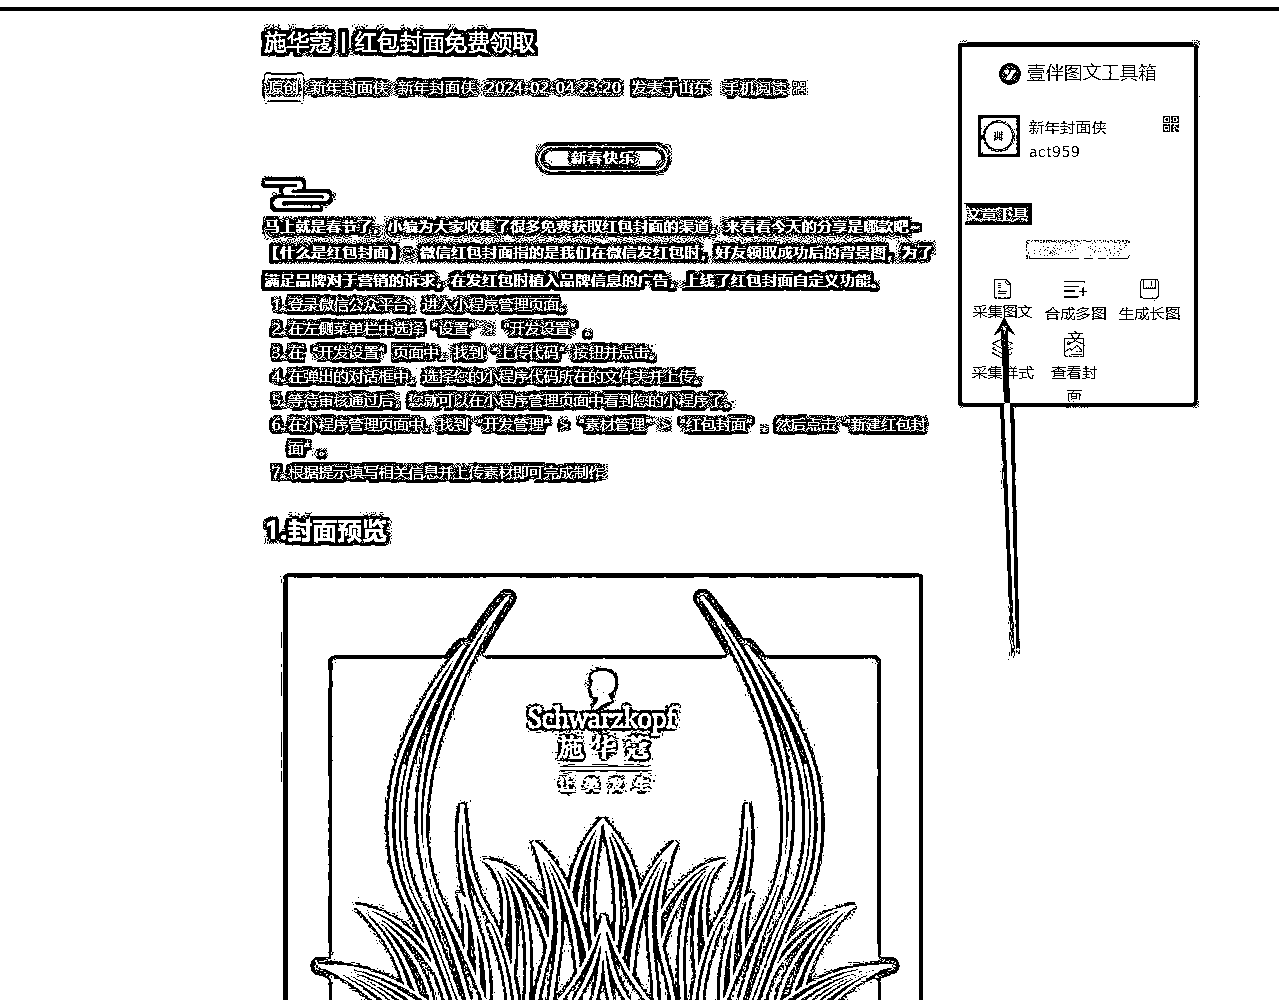 施华蔻 | 红包封面免费领取
原创 新年封面侠 新年封面侠 2024-02-04 23:20 发表于山东 手机阅读
新春快乐
马上就是春节了，小编为大家收集了很多免费获取红包封面的渠道，来看看今天的分享是哪款吧~
【什么是红包封面】：微信红包封面指的是我们在微信发红包时，好友领取成功后的背景图，为了
满足品牌对于营销的诉求，在发红包时植入品牌信息的广告，上线了红包封面自定义功能。
1. 登录微信公众平台，进入小程序管理页面。
2. 在左侧菜单栏中选择“设置”>“开发设置”。
3. 在“开发设置”页面中，找到“上传代码”按钮并点击。
4. 在弹出的对话框中，选择您的小程序代码所在的文件夹并上传。
5. 等待审核通过后，您就可以在小程序管理页面中看到您的小程序了。
6. 在小程序管理页面中，找到“开发管理”>“素材管理”>“红包封面”，然后点击“新建红包封
面”。
7. 根据提示填写相关信息并上传素材即可完成制作
1.封面预览
Schwarzkopf
施华蔻
让美发生
壹伴图文工具箱
新年封面侠
act959
文章工具
采集图文 合成多图 生成长图
采集样式 查看封
面